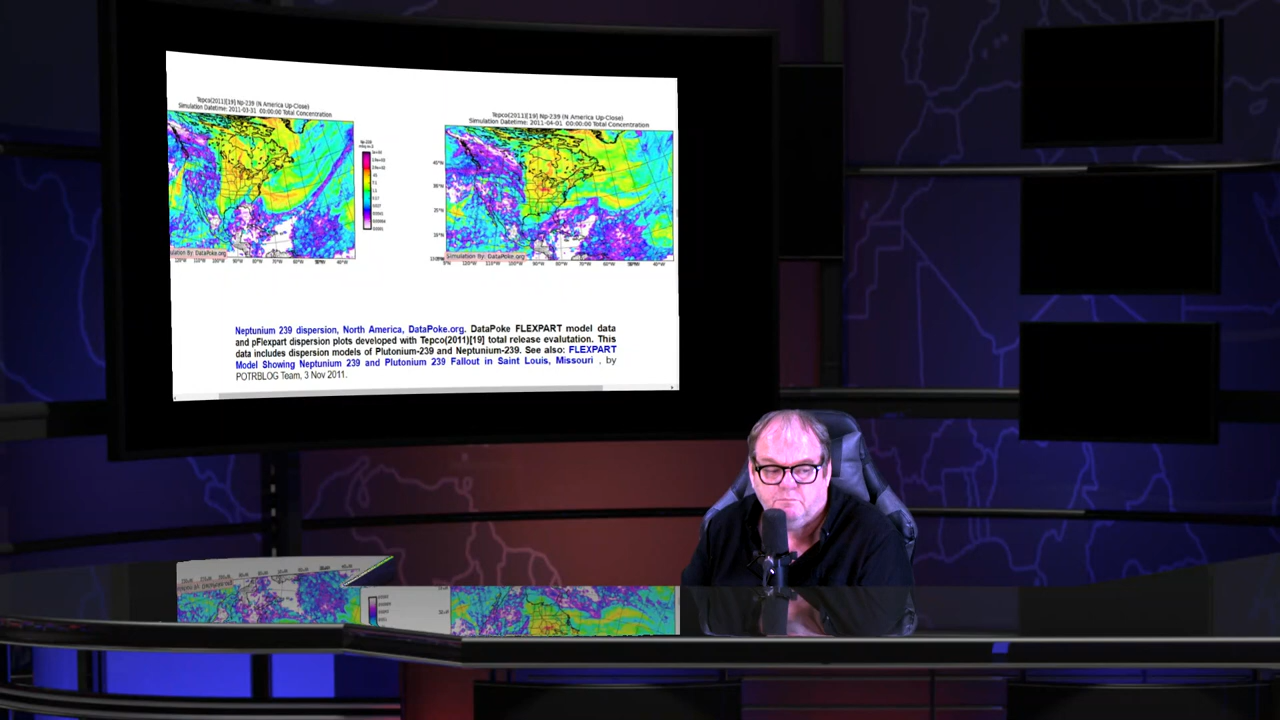 Tepco(2011)[19] Np-239 (N America Up-Close)
Simulation Datetime: 2011-03-31 00:00:00 Total Concentration
Tepco(2011)[19] Np-239 (N America Up-Close)
Simulation Datetime: 2011-04-01 00:00:00 Total Concentration
Simulation By: DataPoke.org
Neptunium 239 dispersion, North America, DataPoke.org. DataPoke FLEXPART model data
and pFlexpart dispersion plots developed with Tepco(2011)[19] total release evalutation. This
data includes dispersion models of Plutonium-239 and Neptunium-239. See also: FLEXPART
Model Showing Neptunium 239 and Plutonium 239 Fallout in Saint Louis, Missouri , by
POTRBLOG Team, 3 Nov 2011.